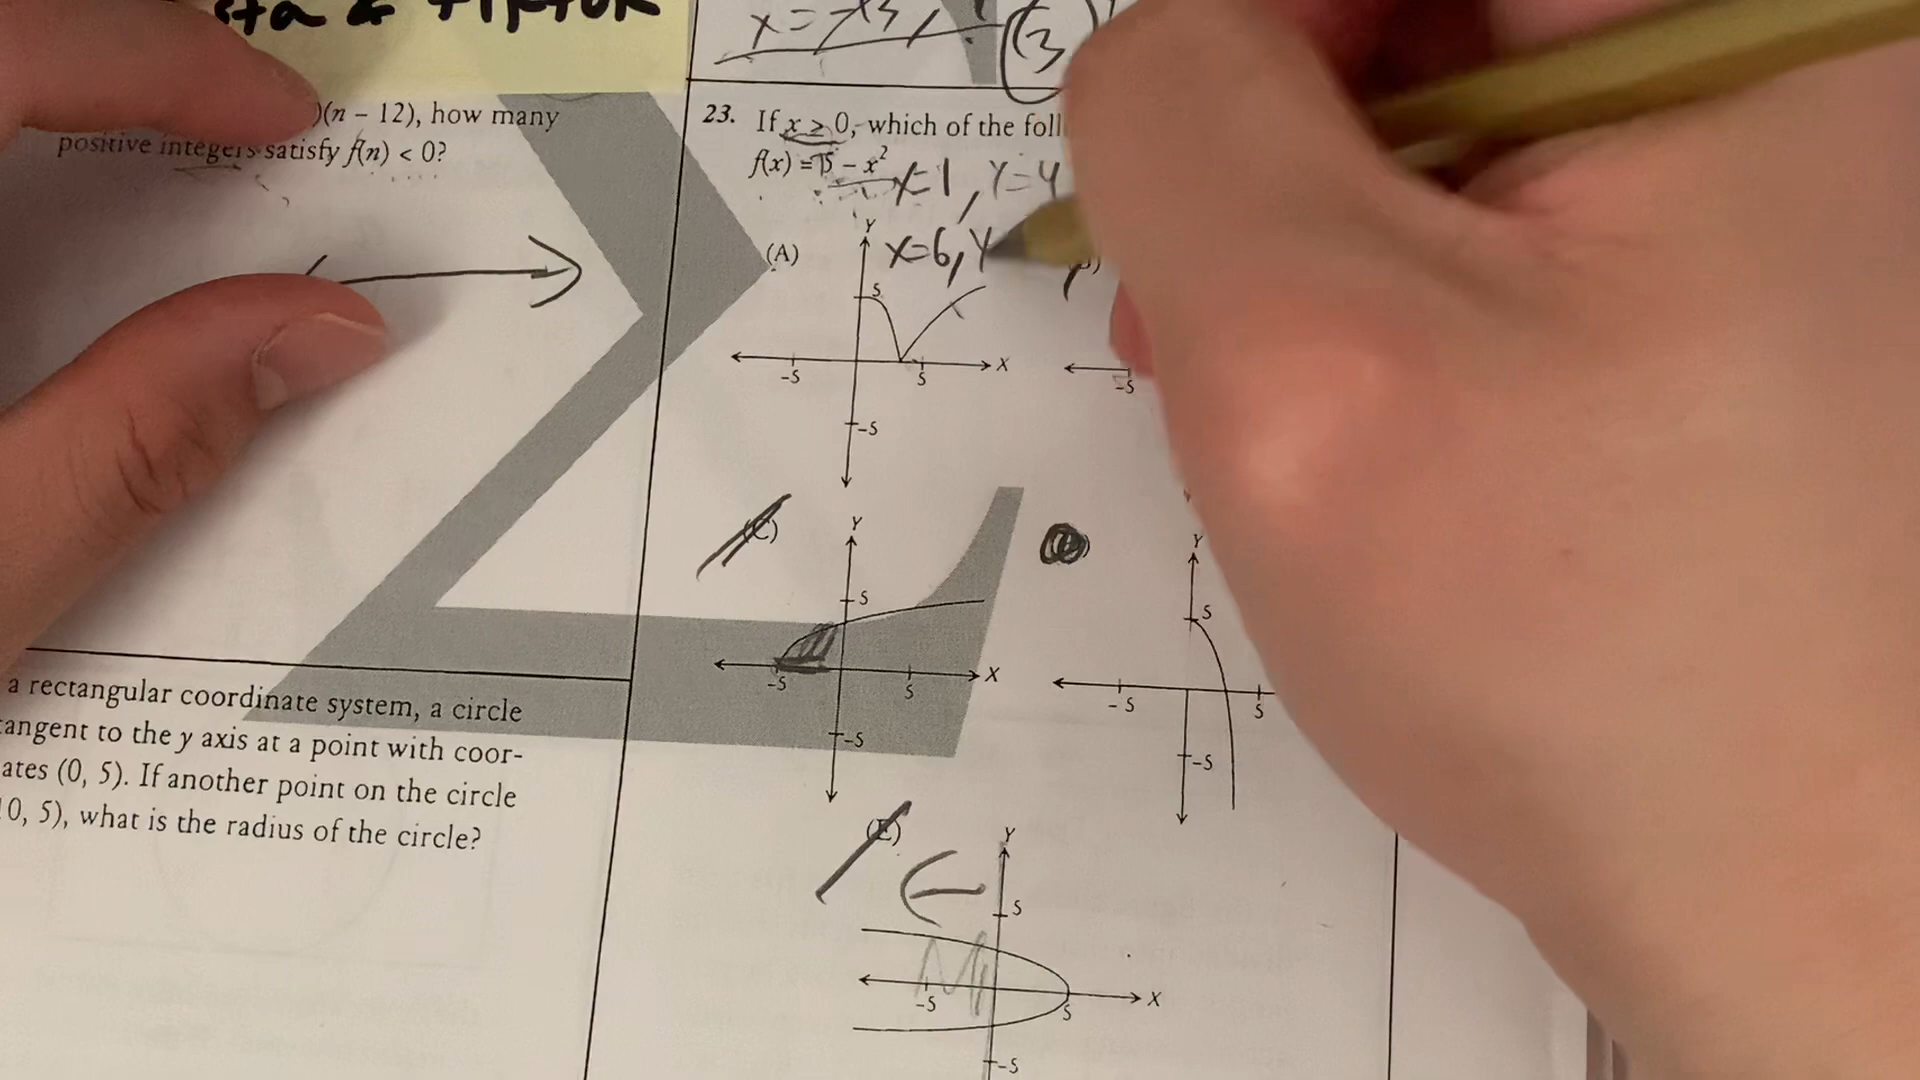 x=
(3
)(n − 12), how many
positive integers satisfy f(n) < 0?
23. If x ≥ 0, which of the foll
f(x) = 5 − x²
x=1, y=4
x=6, y
(A)
Y
5
-5
5
X
-5
-5
(C)
Y
5
-5
5
X
-5
Y
5
-5
5
-5
a rectangular coordinate system, a circle
tangent to the y axis at a point with coor-
ates (0, 5). If another point on the circle
0, 5), what is the radius of the circle?
(E)
Y
5
-5
5
X
-5